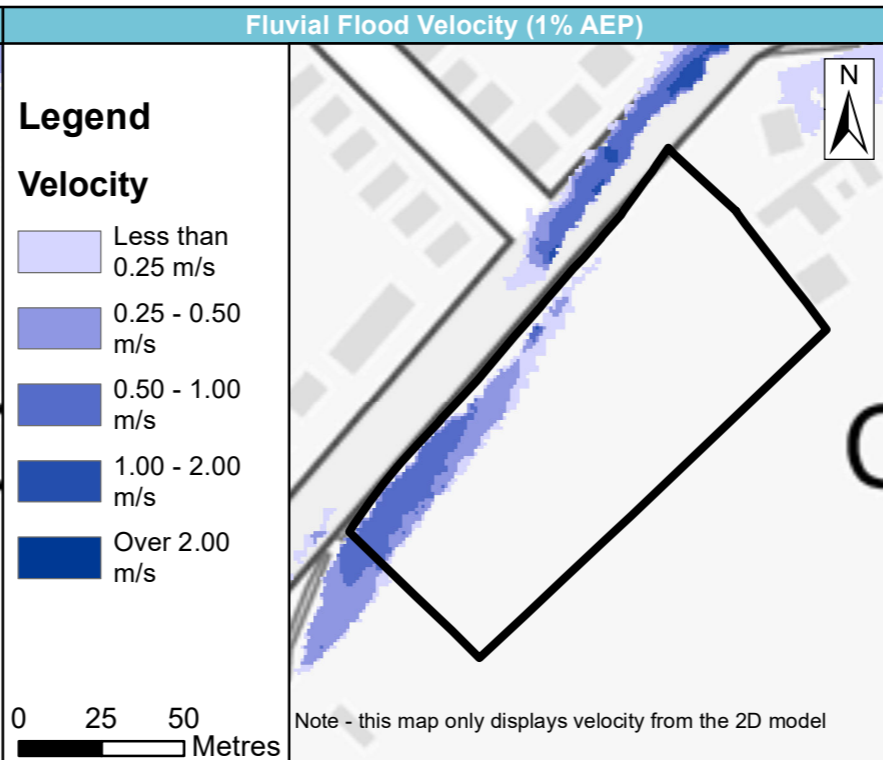 Fluvial Flood Velocity (1% AEP)
Legend
Velocity
Less than
0.25 m/s
0.25 - 0.50
m/s
0.50 - 1.00
m/s
1.00 - 2.00
m/s
Over 2.00
m/s
0 25 50
Metres
N
Note - this map only displays velocity from the 2D model